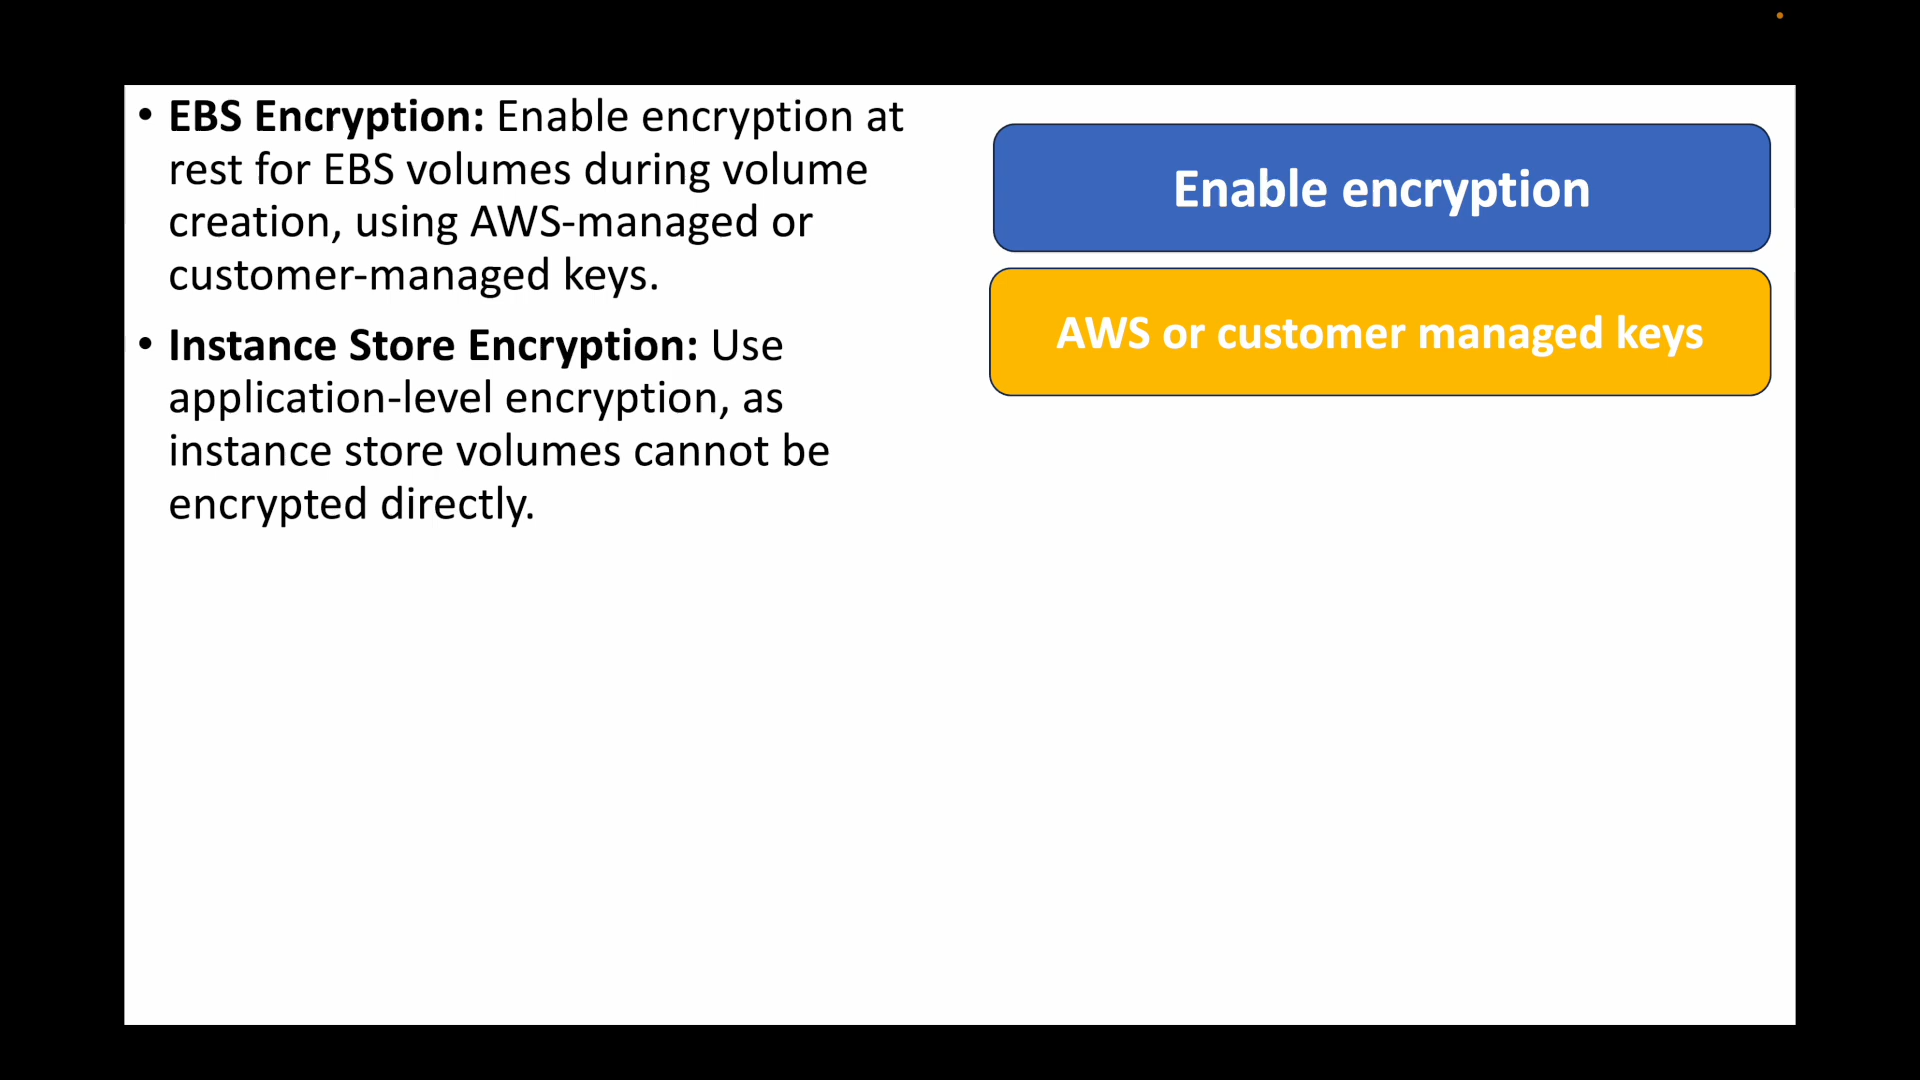 • EBS Encryption: Enable encryption at
rest for EBS volumes during volume
creation, using AWS-managed or
customer-managed keys.
• Instance Store Encryption: Use
application-level encryption, as
instance store volumes cannot be
encrypted directly.
Enable encryption
AWS or customer managed keys